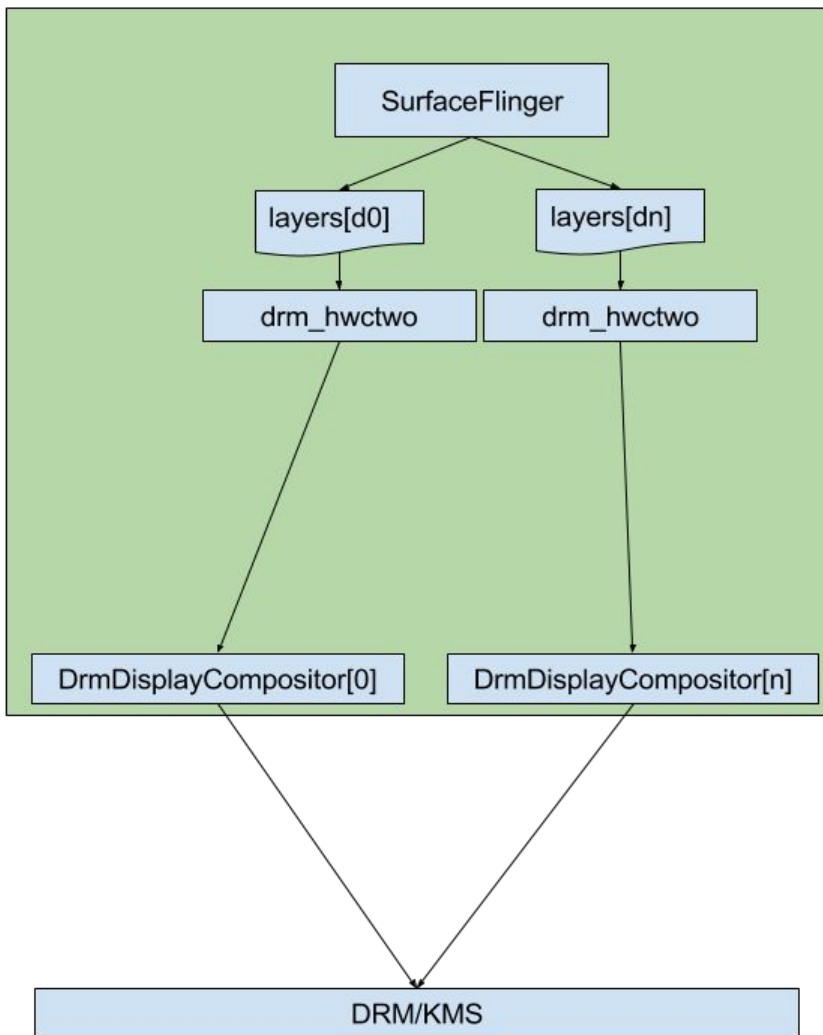 SurfaceFlinger
layers[d0]
layers[dn]
drm_hwctwo
drm_hwctwo
DrmDisplayCompositor[0]
DrmDisplayCompositor[n]
DRM/KMS